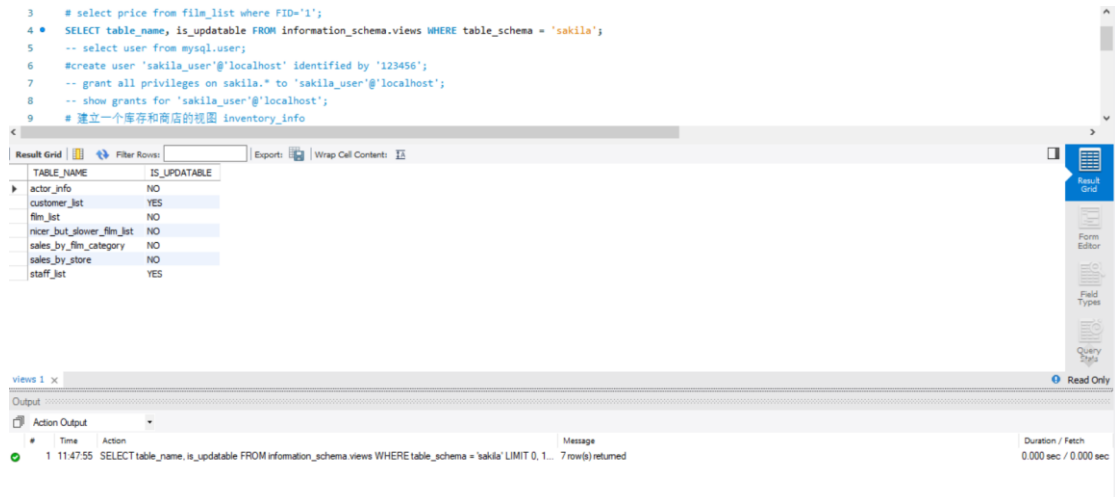 3 # select price from film_list where FID='1';
4 SELECT table_name, is_updatable FROM information_schema.views WHERE table_schema = 'sakila';
5 -- select user from mysql.user;
6 #create user 'sakila_user'@'localhost' identified by '123456';
7 -- grant all privileges on sakila.* to 'sakila_user'@'localhost';
8 -- show grants for 'sakila_user'@'localhost';
9 # 建立一个库存和商店的视图 inventory_info
Result Grid Filter Rows: Export: Wrap Cell Content:
TABLE_NAME IS_UPDATABLE
actor_info NO
customer_list YES
film_list NO
nicer_but_slower_film_list NO
sales_by_film_category NO
sales_by_store NO
staff_list YES
Result
Grid
Form
Editor
Field
Types
Query
Stats
views 1 Read Only
Output
Action Output
# Time Action Message Duration / Fetch
1 11:47:55 SELECT table_name, is_updatable FROM information_schema.views WHERE table_schema = 'sakila' LIMIT 0, 1... 7 row(s) returned 0.000 sec / 0.000 sec